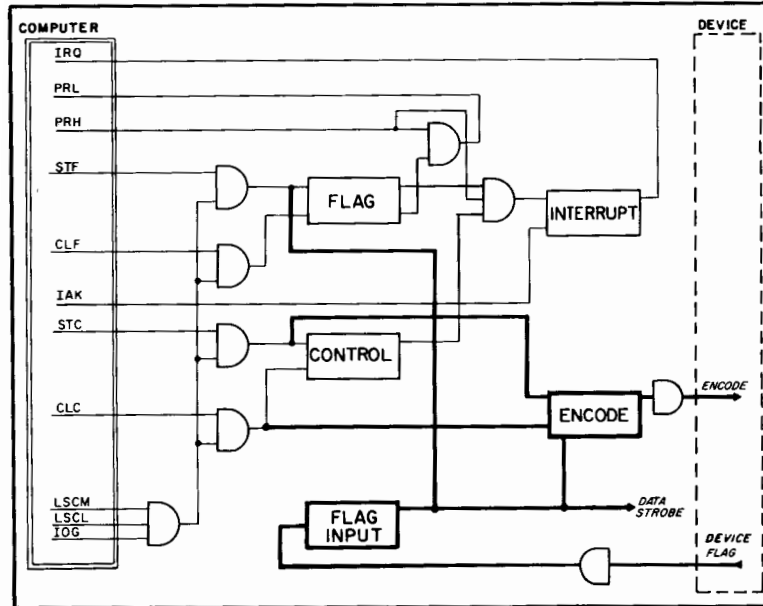 COMPUTER
DEVICE
IRQ
PRL
PRH
STF
FLAG
INTERRUPT
CLF
IAK
STC
CONTROL
ENCODE
CLC
ENCODE
LSCM
LSCL
IOG
FLAG
INPUT
DATA
STROBE
DEVICE
FLAG